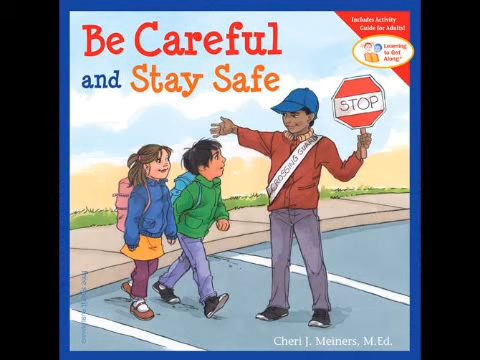 Includes Activity
Guide for Adults!
Learning
to Get
Along®
Be Careful
and Stay Safe
STOP
CROSSING GUARD
Cheri J. Meiners, M.Ed.